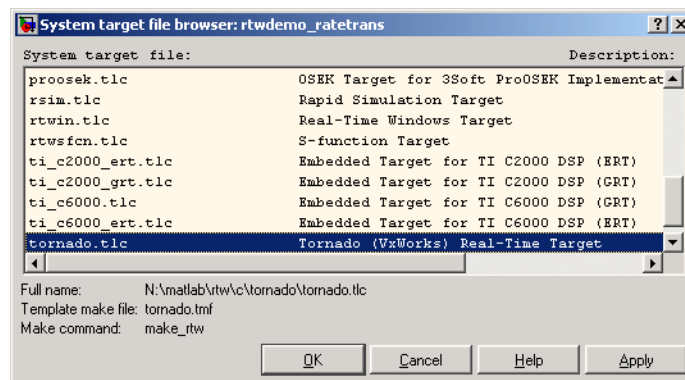 System target file browser: rtwdemo_ratetrans
System target file: Description:
proosek.tlc OSEK Target for 3Soft ProOSEK Implementat
rsim.tlc Rapid Simulation Target
rtwin.tlc Real-Time Windows Target
rtwsfcn.tlc S-function Target
ti_c2000_ert.tlc Embedded Target for TI C2000 DSP (ERT)
ti_c2000_grt.tlc Embedded Target for TI C2000 DSP (GRT)
ti_c6000.tlc Embedded Target for TI C6000 DSP (GRT)
ti_c6000_ert.tlc Embedded Target for TI C6000 DSP (ERT)
tornado.tlc Tornado (VxWorks) Real-Time Target
Full name: N:\matlab\rtw\c\tornado\tornado.tlc
Template make file: tornado.tmf
Make command: make_rtw
OK Cancel Help Apply